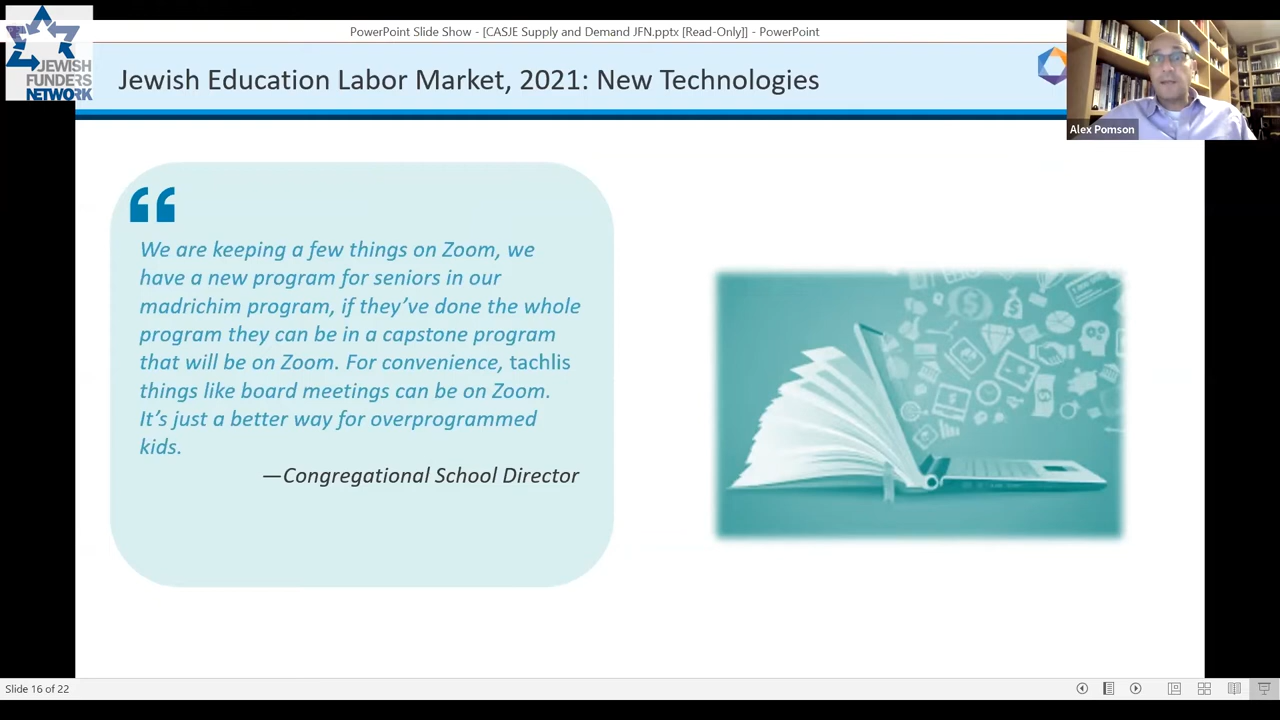 PowerPoint Slide Show - [CASJE Supply and Demand JFN.pptx [Read-Only]] - PowerPoint
JEWISH
FUNDERS
NETWORK
Jewish Education Labor Market, 2021: New Technologies
Alex Pomson
“
We are keeping a few things on Zoom, we
have a new program for seniors in our
madrichim program, if they’ve done the whole
program they can be in a capstone program
that will be on Zoom. For convenience, tachlis
things like board meetings can be on Zoom.
It’s just a better way for overprogrammed
kids.
—Congregational School Director
Slide 16 of 22